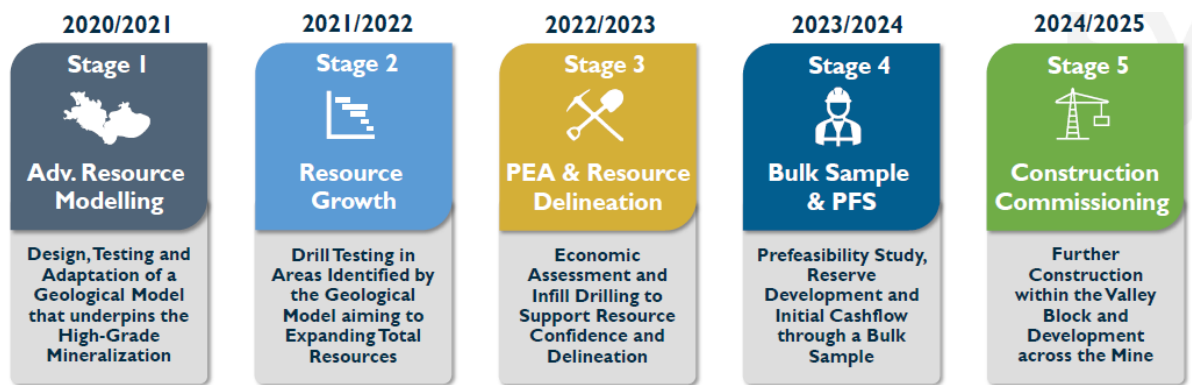 2020/2021
Stage 1
Adv. Resource
Modelling
Design, Testing and
Adaptation of a
Geological Model
that underpins the
High-Grade
Mineralization
2021/2022
Stage 2
Resource
Growth
Drill Testing in
Areas Identified by
the Geological
Model aiming to
Expanding Total
Resources
2022/2023
Stage 3
PEA & Resource
Delineation
Economic
Assessment and
Infill Drilling to
Support Resource
Confidence and
Delineation
2023/2024
Stage 4
Bulk Sample
& PFS
Prefeasibility Study,
Reserve
Development and
Initial Cashflow
through a Bulk
Sample
2024/2025
Stage 5
Construction
Commissioning
Further
Construction
within the Valley
Block and
Development
across the Mine